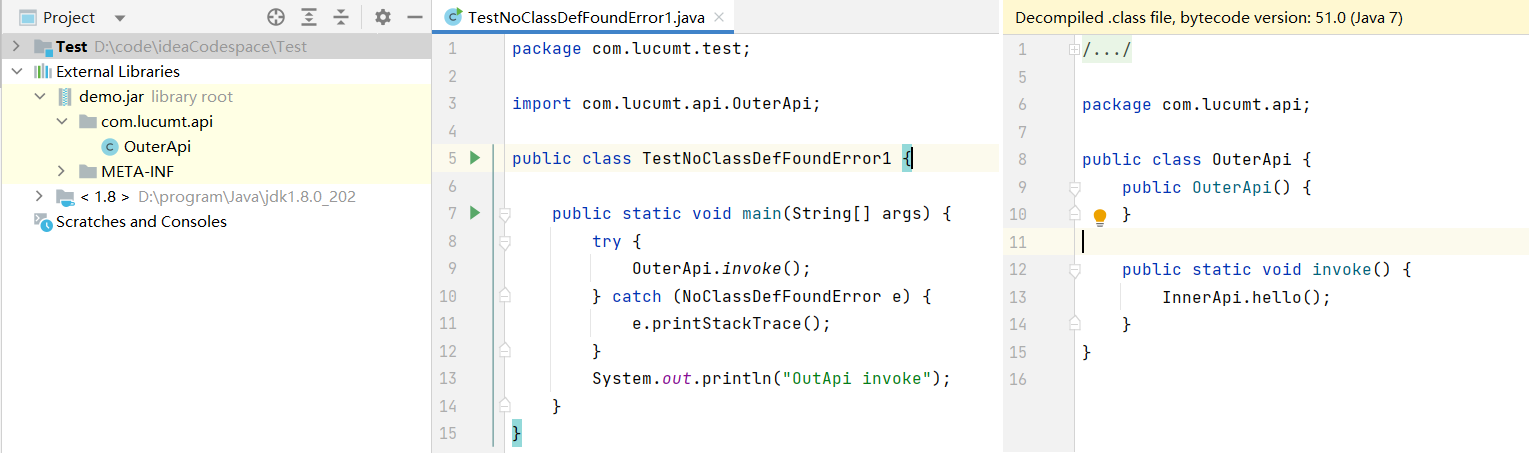 Project
Test D:\code\ideaCodespace\Test
External Libraries
demo.jar library root
com.lucumt.api
OuterApi
META-INF
< 1.8 > D:\program\Java\jdk1.8.0_202
Scratches and Consoles
TestNoClassDefFoundError1.java
1 package com.lucumt.test;
2
3 import com.lucumt.api.OuterApi;
4
5 public class TestNoClassDefFoundError1 {
6
7 public static void main(String[] args) {
8 try {
9 OuterApi.invoke();
10 } catch (NoClassDefFoundError e) {
11 e.printStackTrace();
12 }
13 System.out.println("OutApi invoke");
14 }
15 }
Decompiled .class file, bytecode version: 51.0 (Java 7)
1 /.../
5
6 package com.lucumt.api;
7
8 public class OuterApi {
9 public OuterApi() {
10 }
11
12 public static void invoke() {
13 InnerApi.hello();
14 }
15 }
16